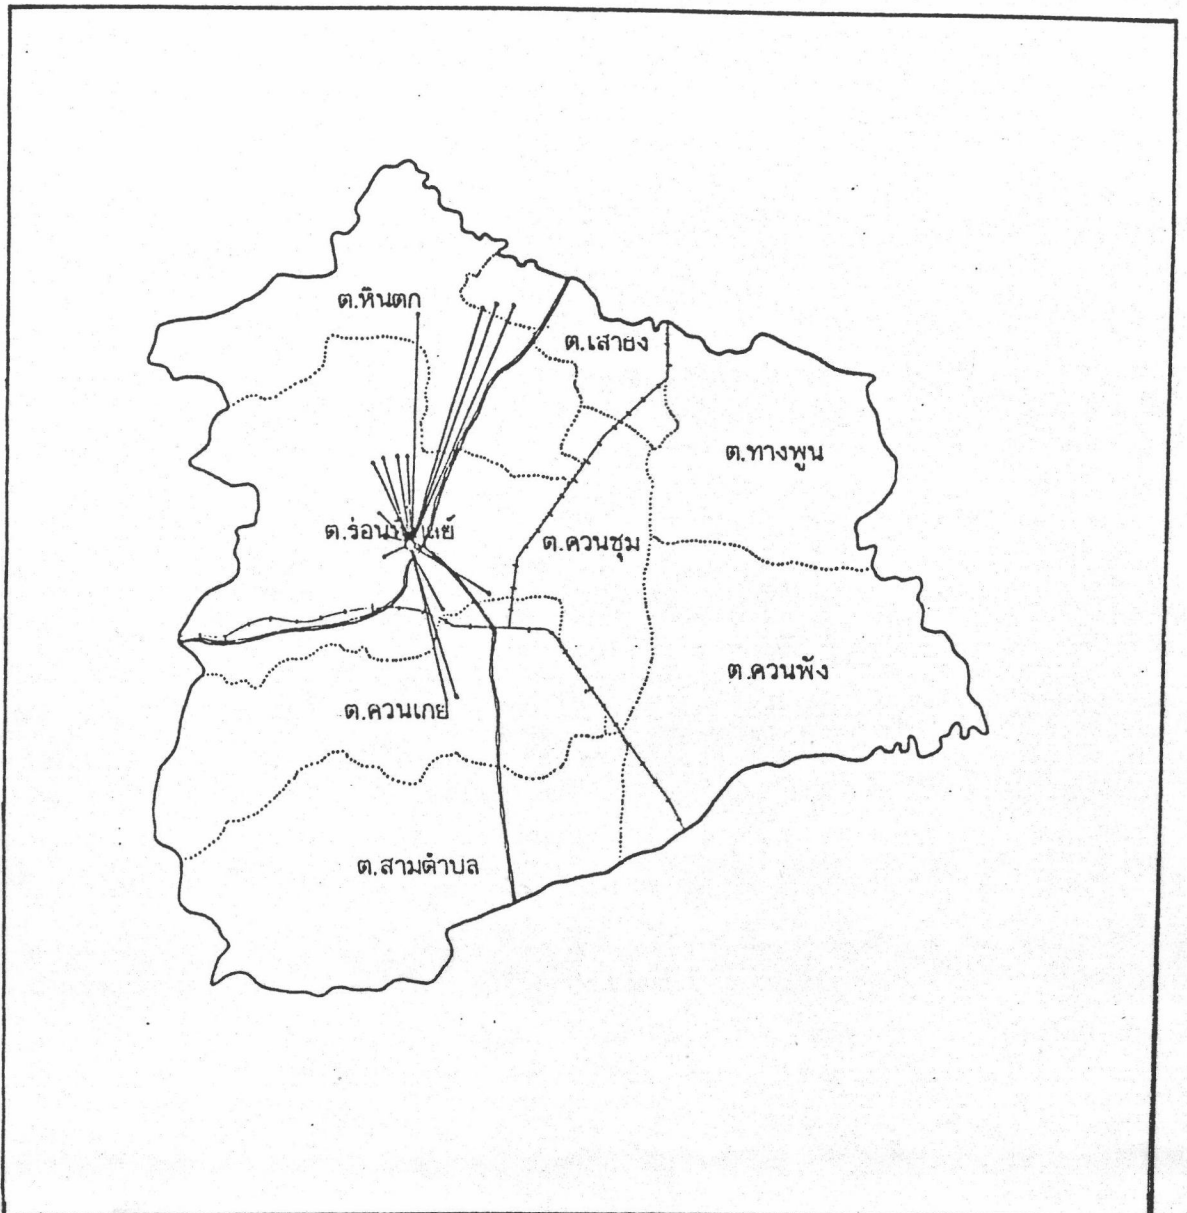 ต.หินตก
ต.เสาธง
ต.ทางพูน
ต.ควนชุม
ต.ควนพัง
ต.ควนเกย
ต.สามตำบล